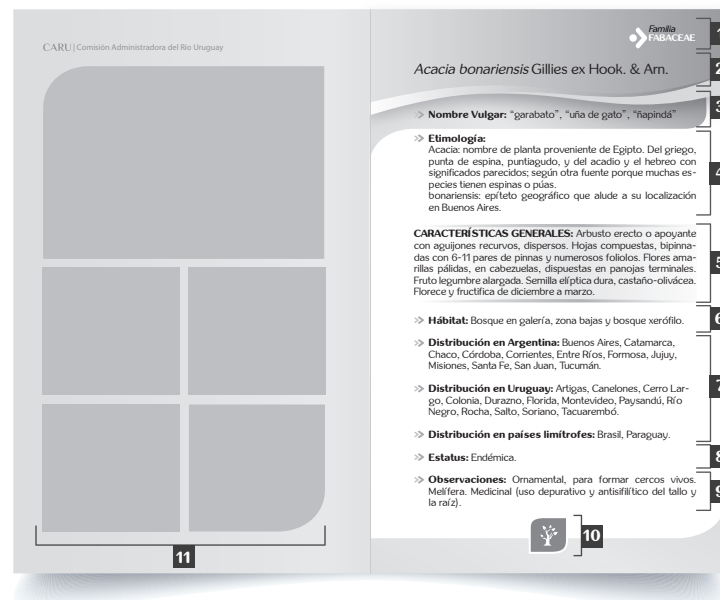 CARU | Comisión Administradora del Río Uruguay
Familia
FABACEAE
1
Acacia bonariensis Gillies ex Hook. & Arn.
2
Nombre Vulgar: “garabato”, “uña de gato”, “ñapindá”
3
Etimología:
Acacia: nombre de planta proveniente de Egipto. Del griego,
punta de espina, puntiagudo, y del acadio y el hebreo con
significados parecidos; según otra fuente porque muchas es-
pecies tienen espinas o púas.
bonariensis: epíteto geográfico que alude a su localización
en Buenos Aires.
4
CARACTERÍSTICAS GENERALES: Arbusto erecto o apoyante
con aguijones recurvos, dispersos. Hojas compuestas, bipinna-
das con 6-11 pares de pinnas y numerosos foliolos. Flores ama-
rillas pálidas, en cabezuelas, dispuestas en panojas terminales.
Fruto legumbre alargada. Semilla elíptica dura, castaño-olivácea.
Florece y fructifica de diciembre a marzo.
5
Hábitat: Bosque en galería, zona bajas y bosque xerófilo.
6
Distribución en Argentina: Buenos Aires, Catamarca,
Chaco, Córdoba, Corrientes, Entre Ríos, Formosa, Jujuy,
Misiones, Santa Fe, San Juan, Tucumán.
Distribución en Uruguay: Artigas, Canelones, Cerro Lar-
go, Colonia, Durazno, Florida, Montevideo, Paysandú, Río
Negro, Rocha, Salto, Soriano, Tacuarembó.
7
Distribución en países limítrofes: Brasil, Paraguay.
Estatus: Endémica.
8
Observaciones: Ornamental, para formar cercos vivos.
Melífera. Medicinal (uso depurativo y antisifilítico del tallo y
la raíz).
9
10
11